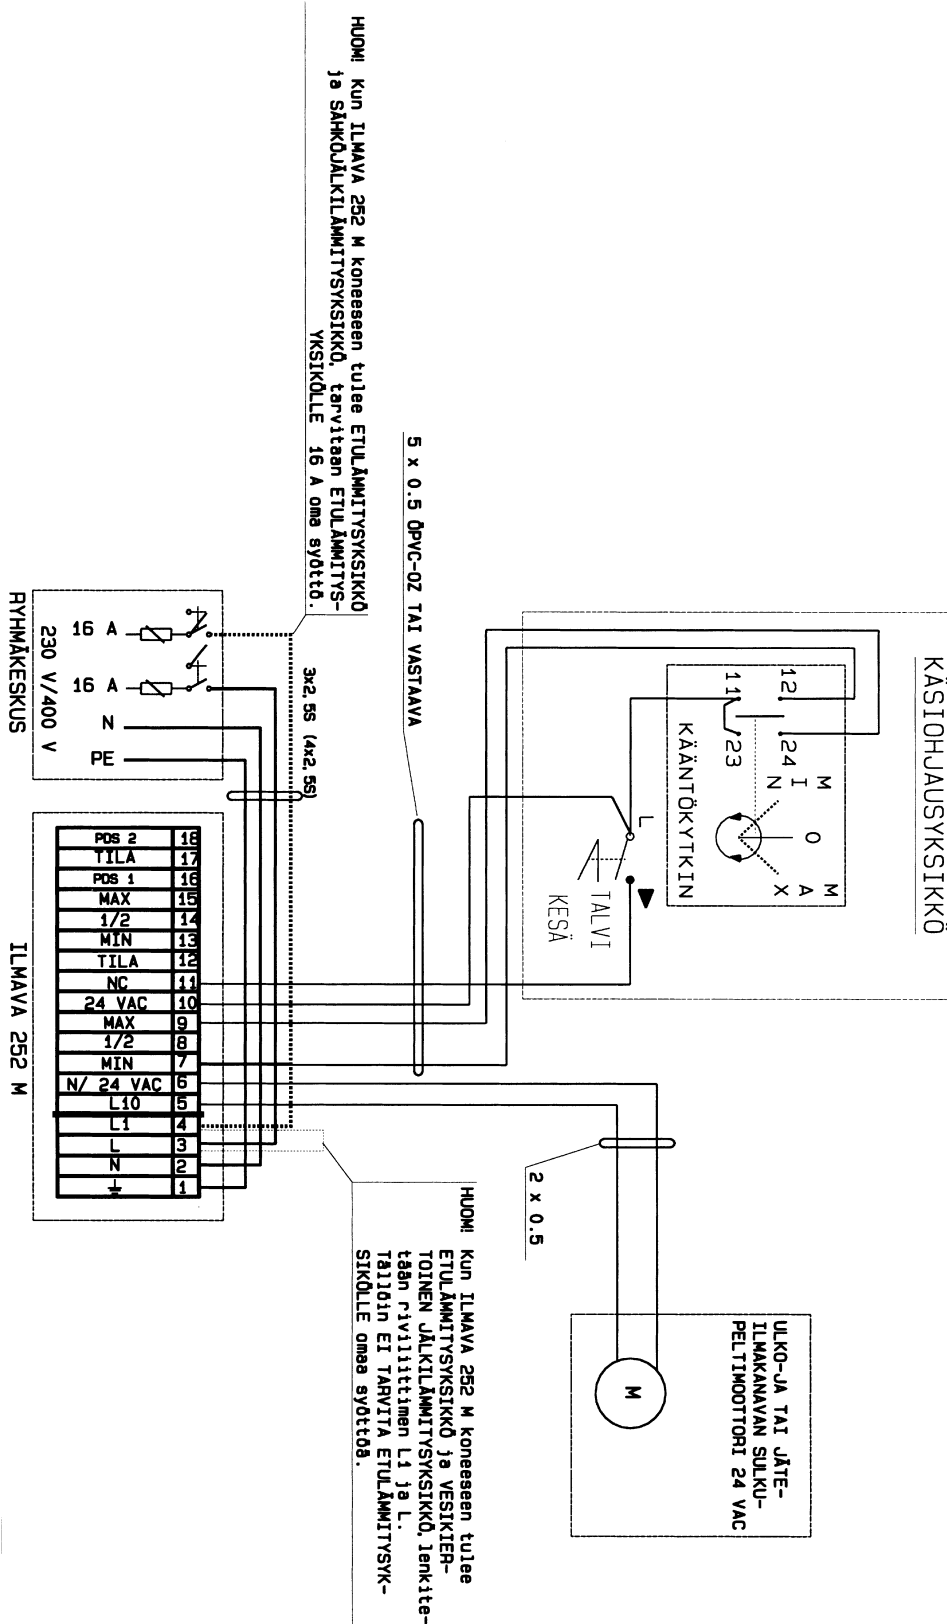 KÄSIOHJAUSYKSIKKÖ
12
24
11
23
KÄÄNTÖKYTKIN
MIN
0
MAX
L
TALVI
KESÄ
ULKO-JA TAI JÄTE-
ILMAKANAVAN SULKU-
PELTIMOOTTORI 24 VAC
M
2 x 0.5
5 x 0.5 ÖPVC-OZ TAI VASTAAVA
HUOM! Kun ILMAVA 252 M koneeseen tulee ETULÄMMITYSYKSIKKÖ
ja SÄHKÖJÄLKILÄMMITYSYKSIKKÖ, tarvitaan ETULÄMMITYS-
YKSIKÖLLE 16 A oma syöttö.
HUOM! Kun ILMAVA 252 M koneeseen tulee
ETULÄMMITYSYKSIKKÖ ja VESIKIER-
TOINEN JÄLKILÄMMITYSYKSIKKÖ, lenkite-
tään riviliittimen L1 ja L.
Tällöin EI TARVITA ETULÄMMITYSYK-
SIKÖLLE omaa syöttöä.
3x2,5S (4x2,5S)
16 A
16 A
N
PE
230 V/400 V
RYHMÄKESKUS
POS 2 18
TILA 17
POS 1 16
MAX 15
1/2 14
MIN 13
TILA 12
NC 11
24 VAC 10
MAX 9
1/2 8
MIN 7
N/ 24 VAC 6
L10 5
L1 4
L 3
N 2
1
ILMAVA 252 M